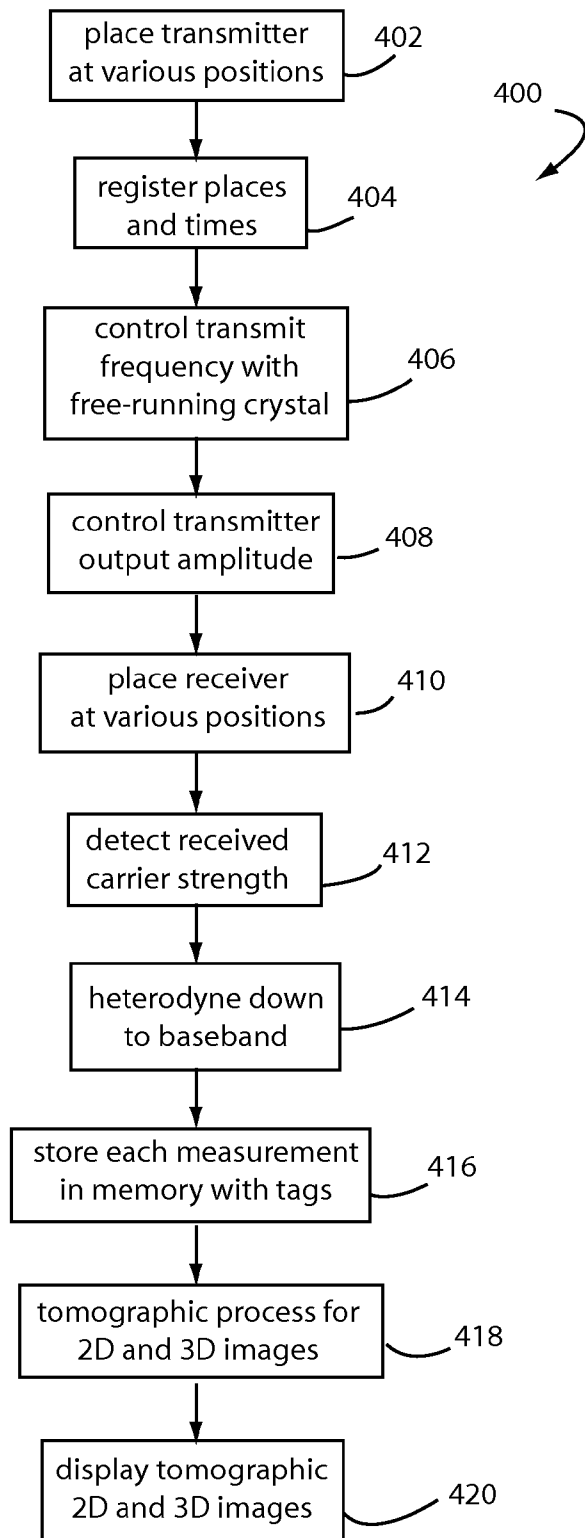 place transmitter
at various positions
402
400
register places
and times
404
control transmit
frequency with
free-running crystal
406
control transmitter
output amplitude
408
place receiver
at various positions
410
detect received
carrier strength
412
heterodyne down
to baseband
414
store each measurement
in memory with tags
416
tomographic process for
2D and 3D images
418
display tomographic
2D and 3D images
420